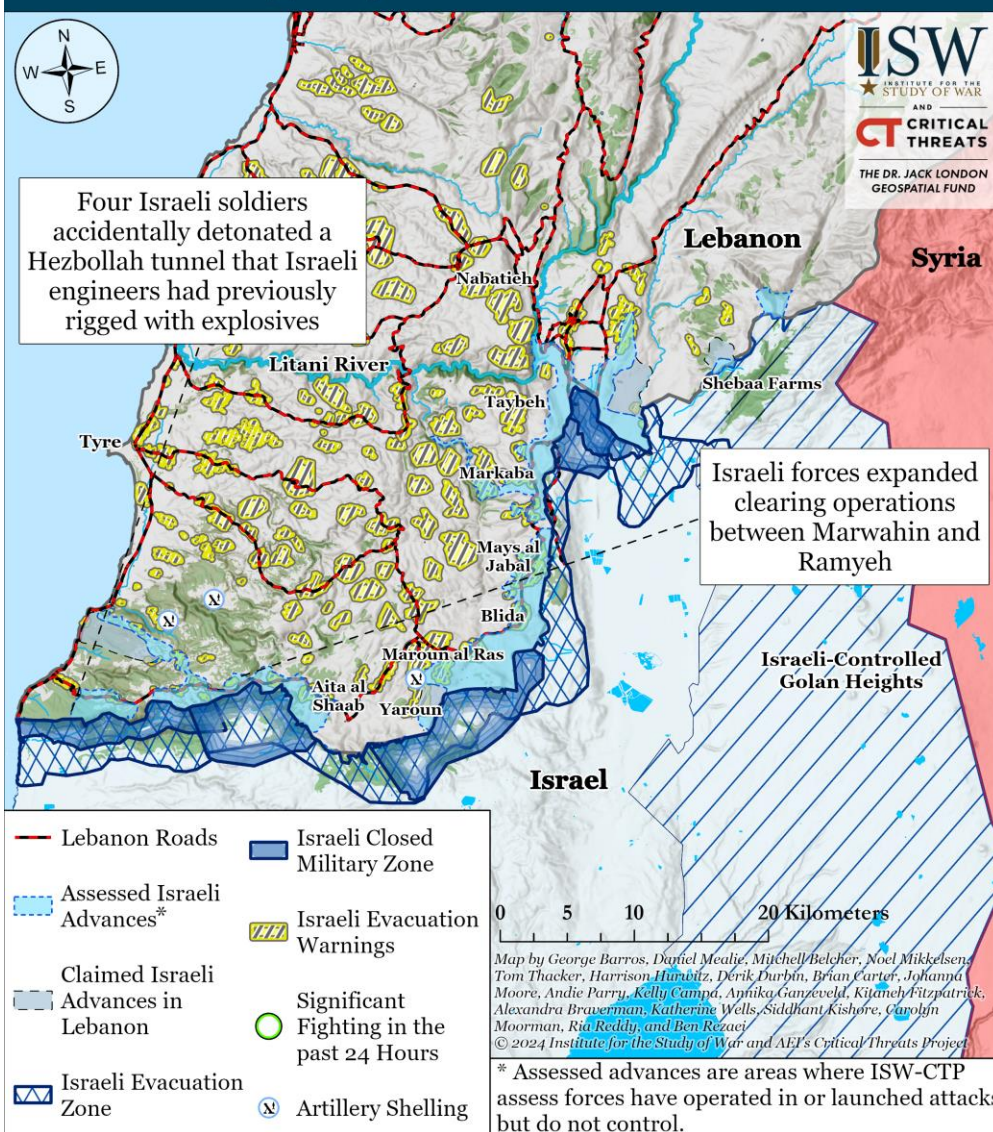 N
W
E
S
ISW
INSTITUTE FOR THE
STUDY OF WAR
AND
CT CRITICAL
THREATS
THE DR. JACK LONDON
GEOSPATIAL FUND
Four Israeli soldiers
accidentally detonated a
Hezbollah tunnel that Israeli
engineers had previously
rigged with explosives
Lebanon
Syria
Nabatieh
Litani River
Shebaa Farms
Taybeh
Tyre
Markaba
Israeli forces expanded
clearing operations
between Marwahin and
Ramyeh
Mays al
Jabal
Blida
Maroun al Ras
Aita al
Shaab
Yaroun
Israeli-Controlled
Golan Heights
Israel
Lebanon Roads
Assessed Israeli
Advances*
Claimed Israeli
Advances in
Lebanon
Israeli Evacuation
Zone
Israeli Closed
Military Zone
Israeli Evacuation
Warnings
Significant
Fighting in the
past 24 Hours
Artillery Shelling
0 5 10 20 Kilometers
Map by George Barros, Daniel Mealie, Mitchell Belcher, Noel Mikkelsen,
Tom Thacker, Harrison Hurwitz, Derik Durbin, Brian Carter, Johanna
Moore, Andie Parry, Kelly Campa, Annika Ganzeveld, Kitaneh Fitzpatrick,
Alexandra Braverman, Katherine Wells, Siddhant Kishore, Carolyn
Moorman, Ria Reddy, and Ben Rezaei
© 2024 Institute for the Study of War and AEI's Critical Threats Project
* Assessed advances are areas where ISW-CTP
assess forces have operated in or launched attacks
but do not control.